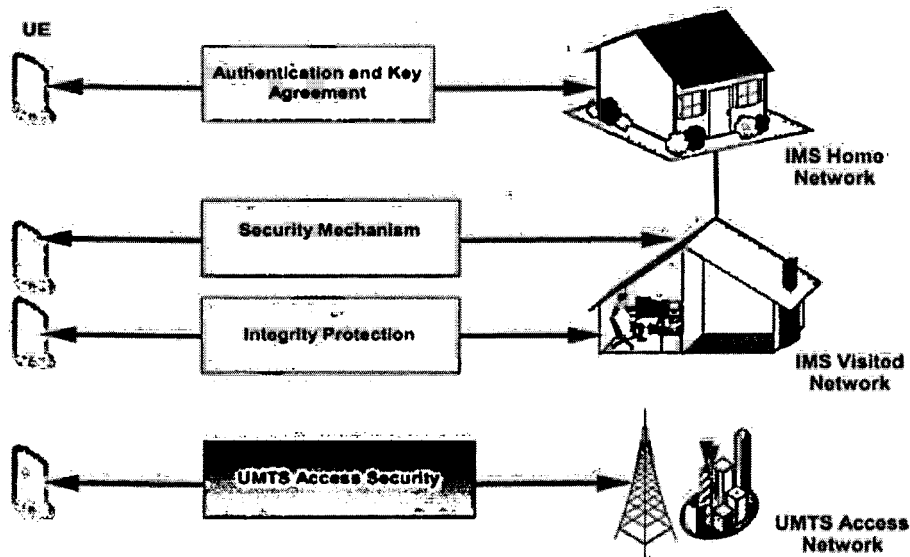 UE
Authentication and Key
Agreement
IMS Home
Network
Security Mechanism
Integrity Protection
IMS Visited
Network
UMTS Access Security
UMTS Access
Network